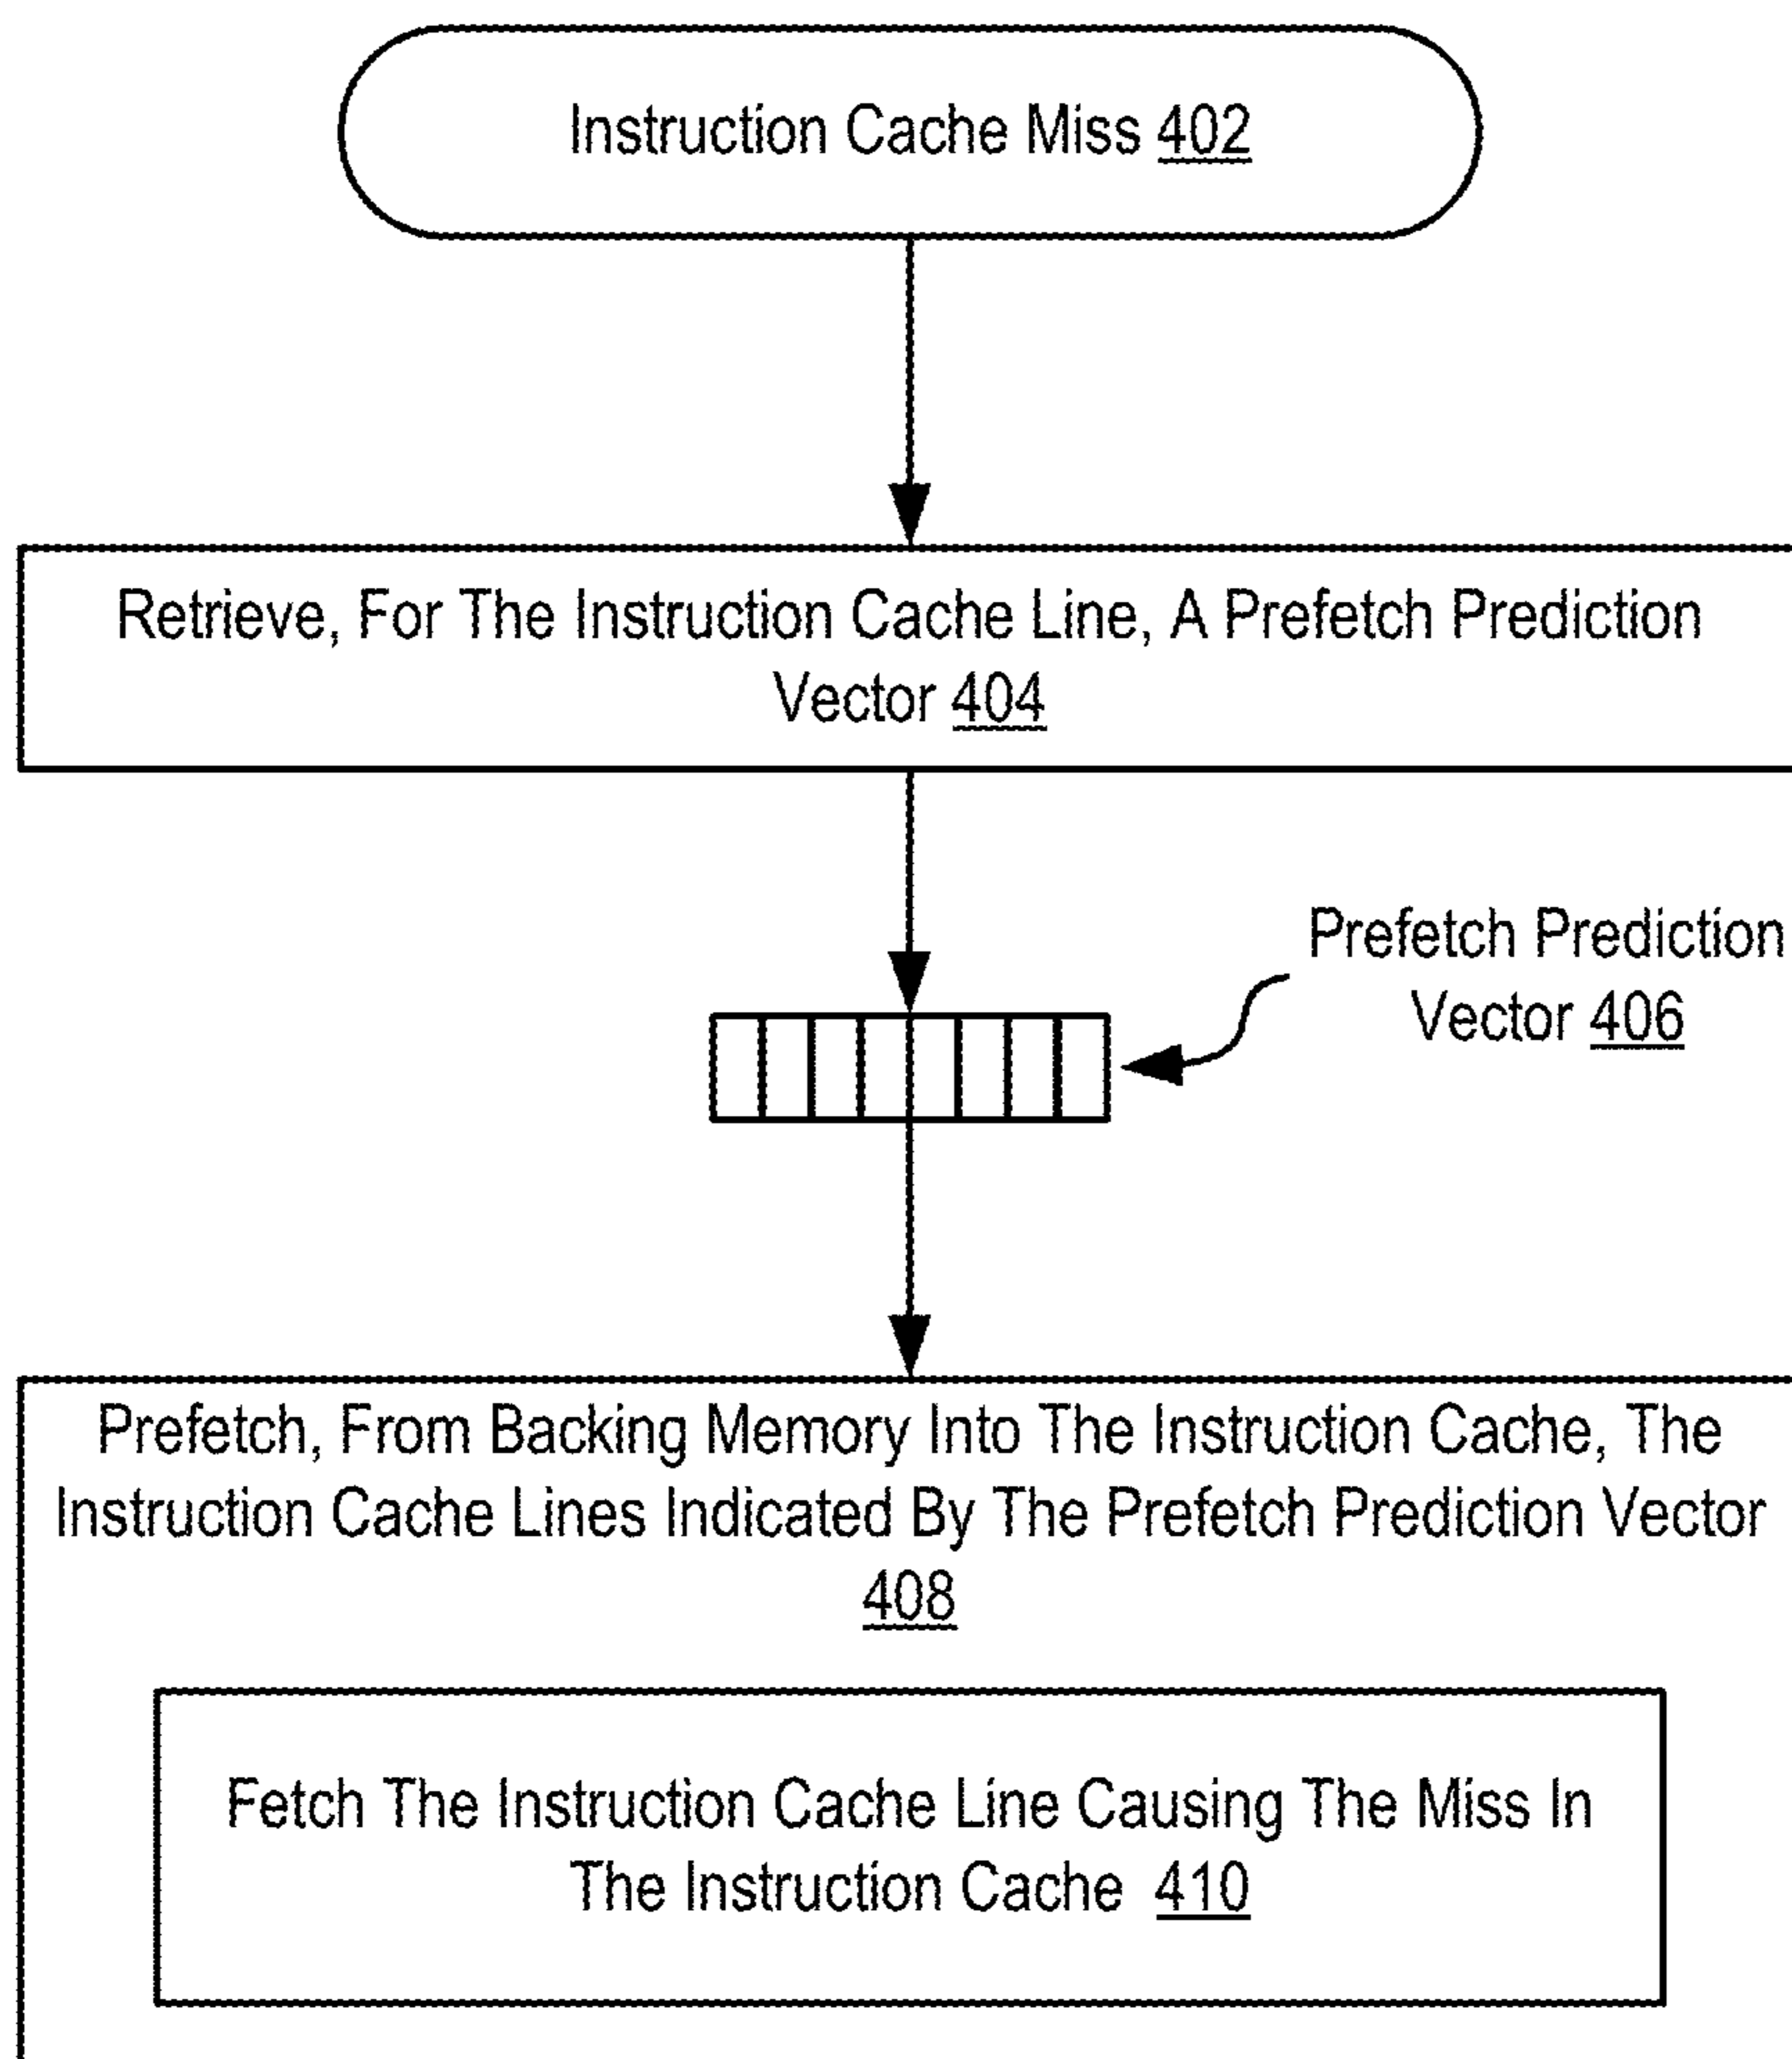 Instruction Cache Miss 402
Retrieve, For The Instruction Cache Line, A Prefetch Prediction
Vector 404
Prefetch Prediction
Vector 406
Prefetch, From Backing Memory Into The Instruction Cache, The
Instruction Cache Lines Indicated By The Prefetch Prediction Vector
408
Fetch The Instruction Cache Line Causing The Miss In
The Instruction Cache 410